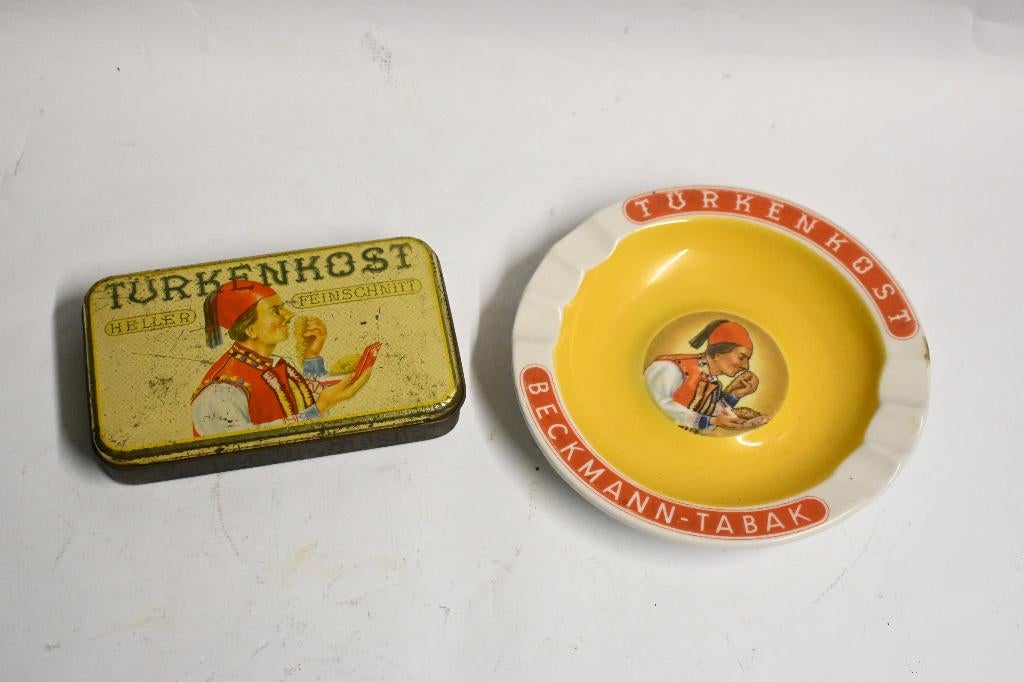 TÜRKENKOST
HELLER
FEINSCHNITT
TÜRKENKOST
BECKMANN-TABAK